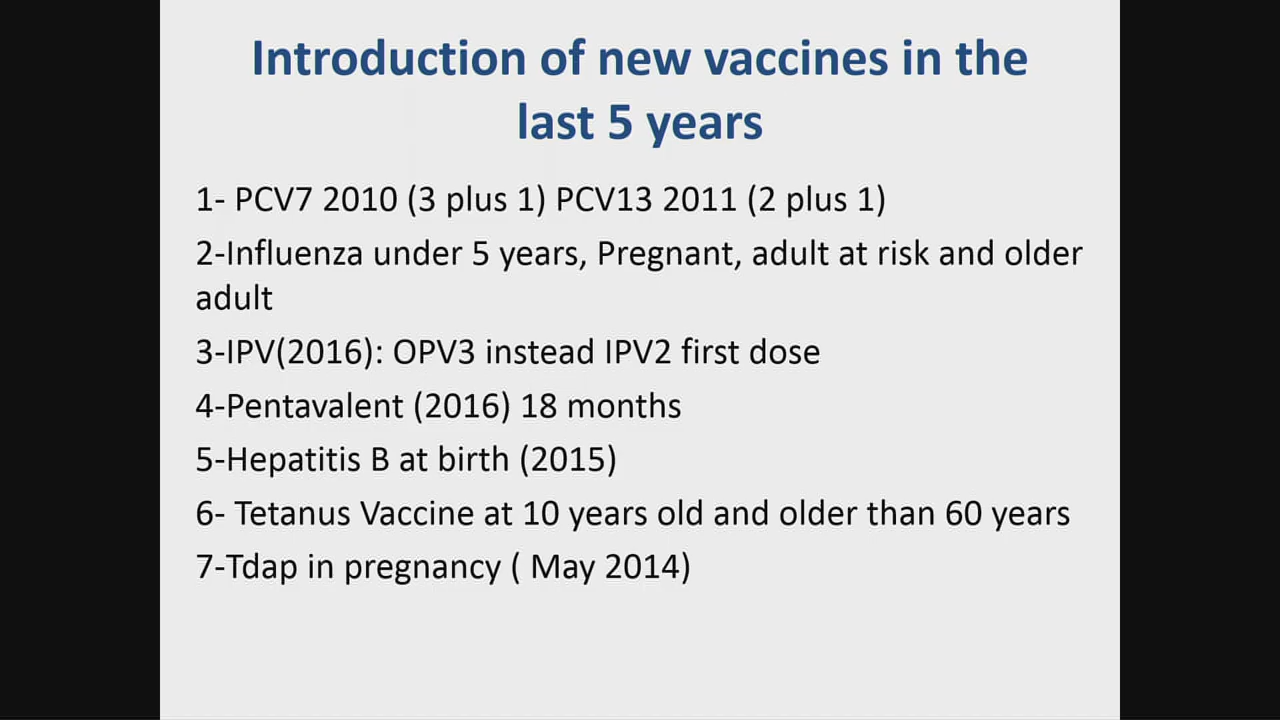 Introduction of new vaccines in the
last 5 years
1- PCV7 2010 (3 plus 1) PCV13 2011 (2 plus 1)
2-Influenza under 5 years, Pregnant, adult at risk and older
adult
3-IPV(2016): OPV3 instead IPV2 first dose
4-Pentavalent (2016) 18 months
5-Hepatitis B at birth (2015)
6- Tetanus Vaccine at 10 years old and older than 60 years
7-Tdap in pregnancy ( May 2014)